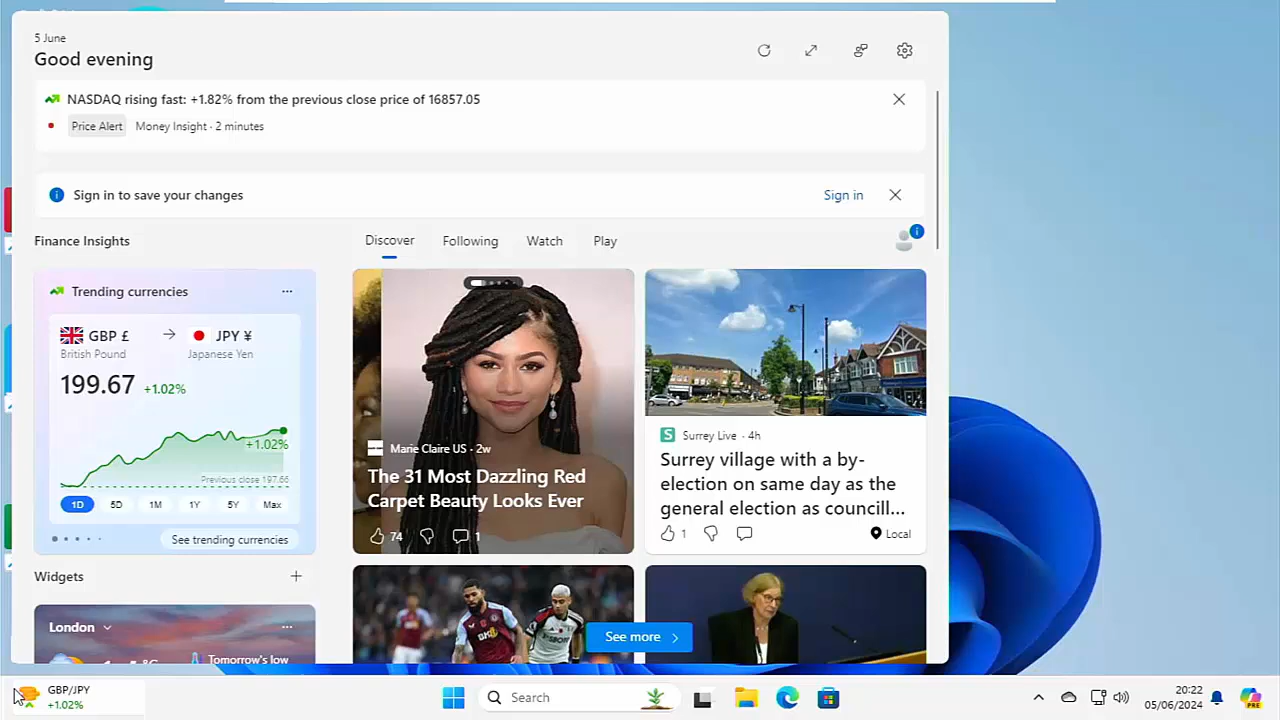 5 June
Good evening
NASDAQ rising fast: +1.82% from the previous close price of 16857.05
Price Alert Money Insight · 2 minutes
Sign in to save your changes Sign in
Finance Insights
Discover Following Watch Play
Trending currencies
GBP £ → JPY ¥
British Pound Japanese Yen
199.67 +1.02%
+1.02%
Previous close 197.66
1D 5D 1M 1Y 5Y Max
See trending currencies
Marie Claire US · 2w
The 31 Most Dazzling Red
Carpet Beauty Looks Ever
74 1
S Surrey Live · 4h
Surrey village with a by-
election on same day as the
general election as councill...
1 Local
Widgets
London
Tomorrow's low
See more
GBP/JPY
+1.02%
Search
20:22
05/06/2024
PRE